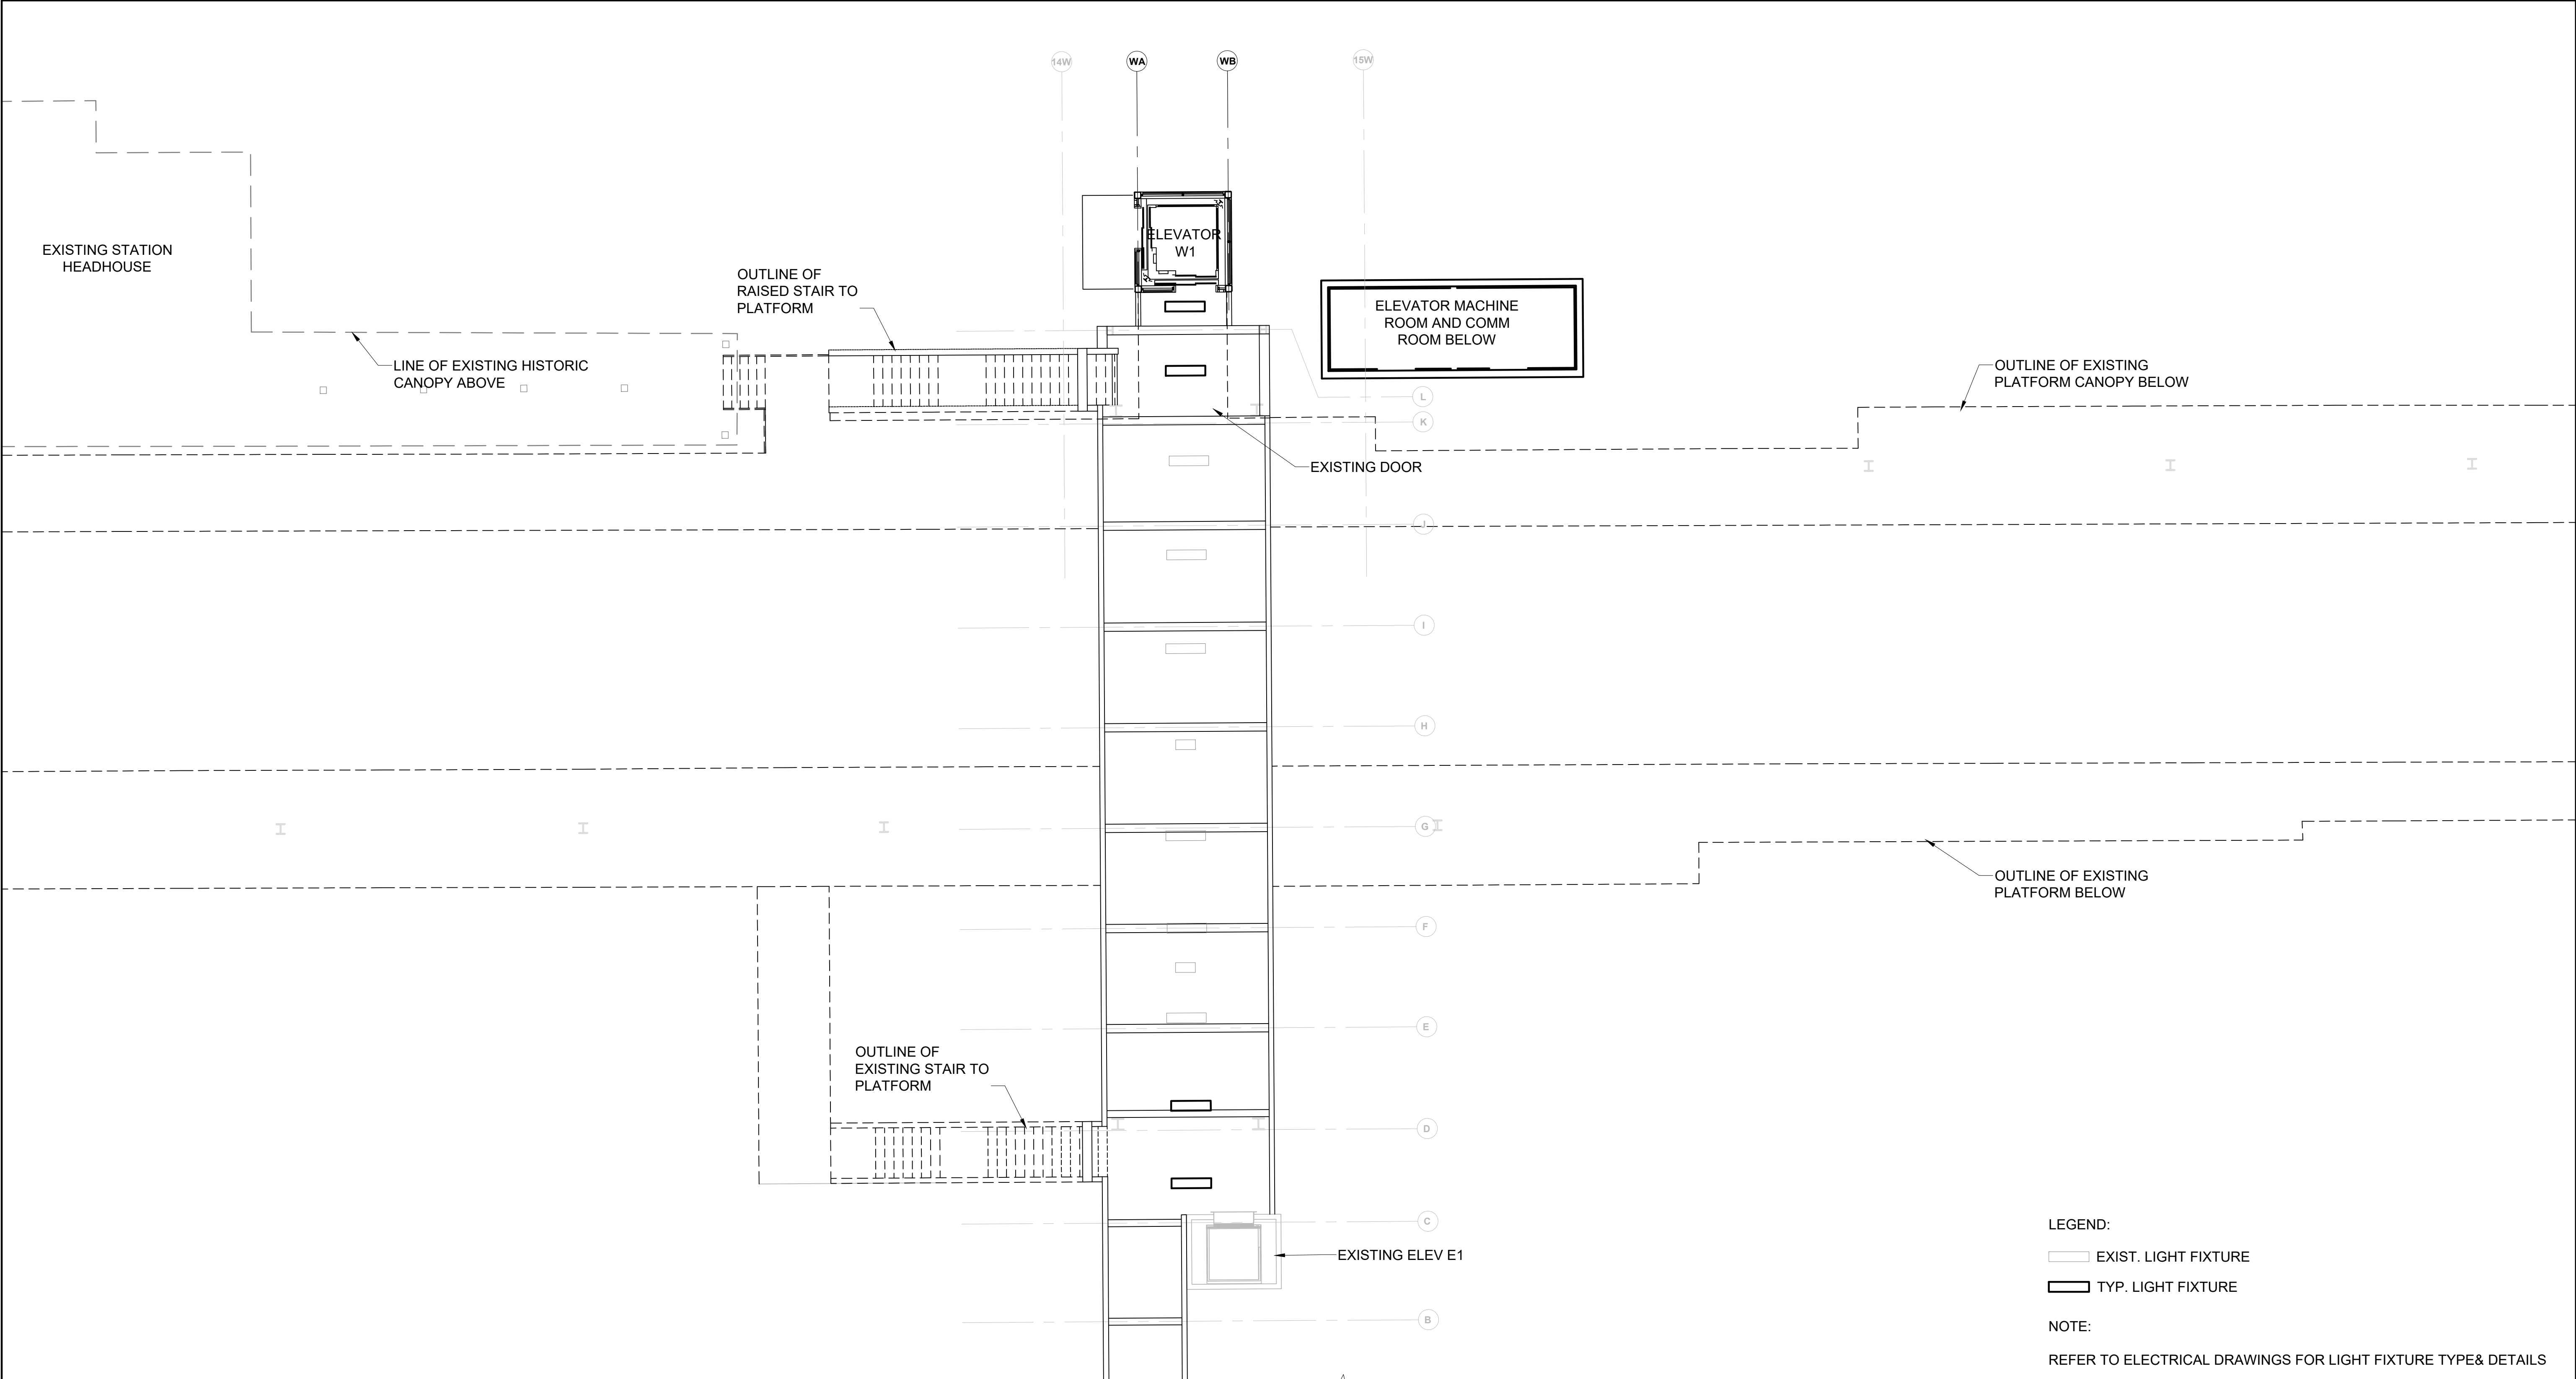 14W
WA
WB
15W
EXISTING STATION
HEADHOUSE
ELEVATOR
W1
OUTLINE OF
RAISED STAIR TO
PLATFORM
ELEVATOR MACHINE
ROOM AND COMM
ROOM BELOW
LINE OF EXISTING HISTORIC
CANOPY ABOVE
OUTLINE OF EXISTING
PLATFORM CANOPY BELOW
L
K
EXISTING DOOR
J
I
H
G
OUTLINE OF EXISTING
PLATFORM BELOW
F
E
OUTLINE OF
EXISTING STAIR TO
PLATFORM
D
C
EXISTING ELEV E1
B
LEGEND:
EXIST. LIGHT FIXTURE
TYP. LIGHT FIXTURE
NOTE:
REFER TO ELECTRICAL DRAWINGS FOR LIGHT FIXTURE TYPE& DETAILS